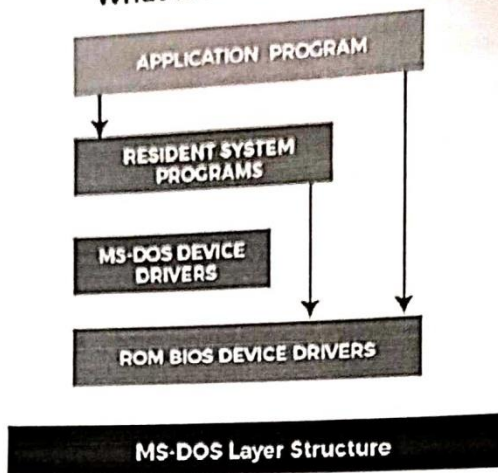 APPLICATION PROGRAM
RESIDENT SYSTEM
PROGRAMS
MS-DOS DEVICE
DRIVERS
ROM BIOS DEVICE DRIVERS
MS-DOS Layer Structure